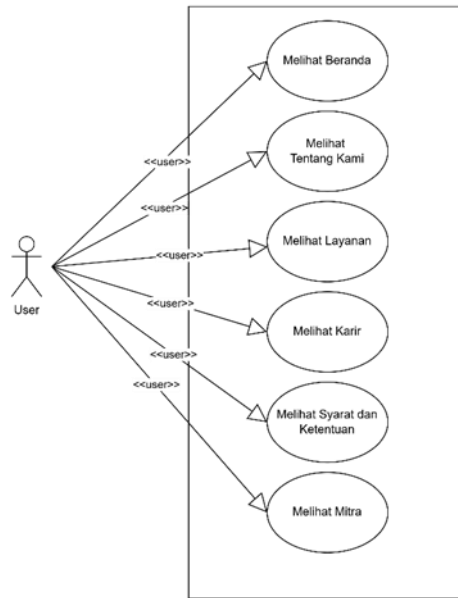 Melihat Beranda
<<user>>
Melihat
Tentang Kami
<<user>>
Melihat Layanan
<<user>>
User
<<user>>
Melihat Karir
<<user>>
<<user>>
Melihat Syarat dan
Ketentuan
Melihat Mitra